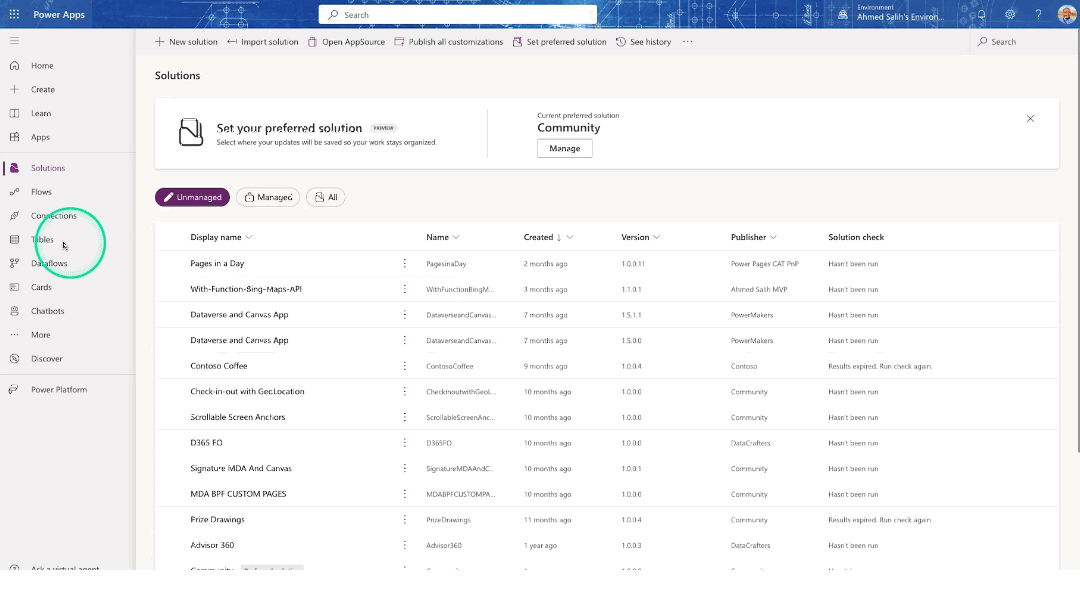 Power Apps
Search
Environment
Ahmed Salih's Environ...
?
Home
Create
Learn
Apps
Solutions
Flows
Connections
Tables
Dataflows
Cards
Chatbots
More
Discover
Power Platform
Ask a virtual agent
New solution
Import solution
Open AppSource
Publish all customizations
Set preferred solution
See history
...
Search
Solutions
Set your preferred solution PREVIEW
Select where your updates will be saved so your work stays organized.
Current preferred solution
Community
Manage
Unmanaged
Managed
All
Display name Name Created Version Publisher Solution check
Pages in a Day PagesinaDay 2 months ago 1.0.0.11 Power Pages CAT PnP Hasn't been run
With-Function-Bing-Maps-API WithFunctionBingM... 3 months ago 1.1.0.1 Ahmed Salih MVP Hasn't been run
Dataverse and Canvas App DataverseandCanvas... 7 months ago 1.5.1.1 PowerMakers Hasn't been run
Dataverse and Canvas App DataverseandCanvas... 7 months ago 1.5.0.0 PowerMakers Hasn't been run
Contoso Coffee ContosoCoffee 9 months ago 1.0.0.4 Contoso Results expired. Run check again.
Check-in-out with GeoLocation CheckinoutwithGeoL... 10 months ago 1.0.0.0 Community Hasn't been run
Scrollable Screen Anchors ScrollableScreenAnc... 10 months ago 1.0.0.0 Community Hasn't been run
D365 FO D365FO 10 months ago 1.0.0.0 DataCrafters Hasn't been run
Signature MDA And Canvas SignatureMDAAndC... 10 months ago 1.0.0.1 Community Hasn't been run
MDA BPF CUSTOM PAGES MDABPFCUSTOMPA... 10 months ago 1.0.0.0 Community Hasn't been run
Prize Drawings PrizeDrawings 11 months ago 1.0.0.4 Community Results expired. Run check again.
Advisor 360 Advisor360 1 year ago 1.0.0.3 DataCrafters Hasn't been run
Community